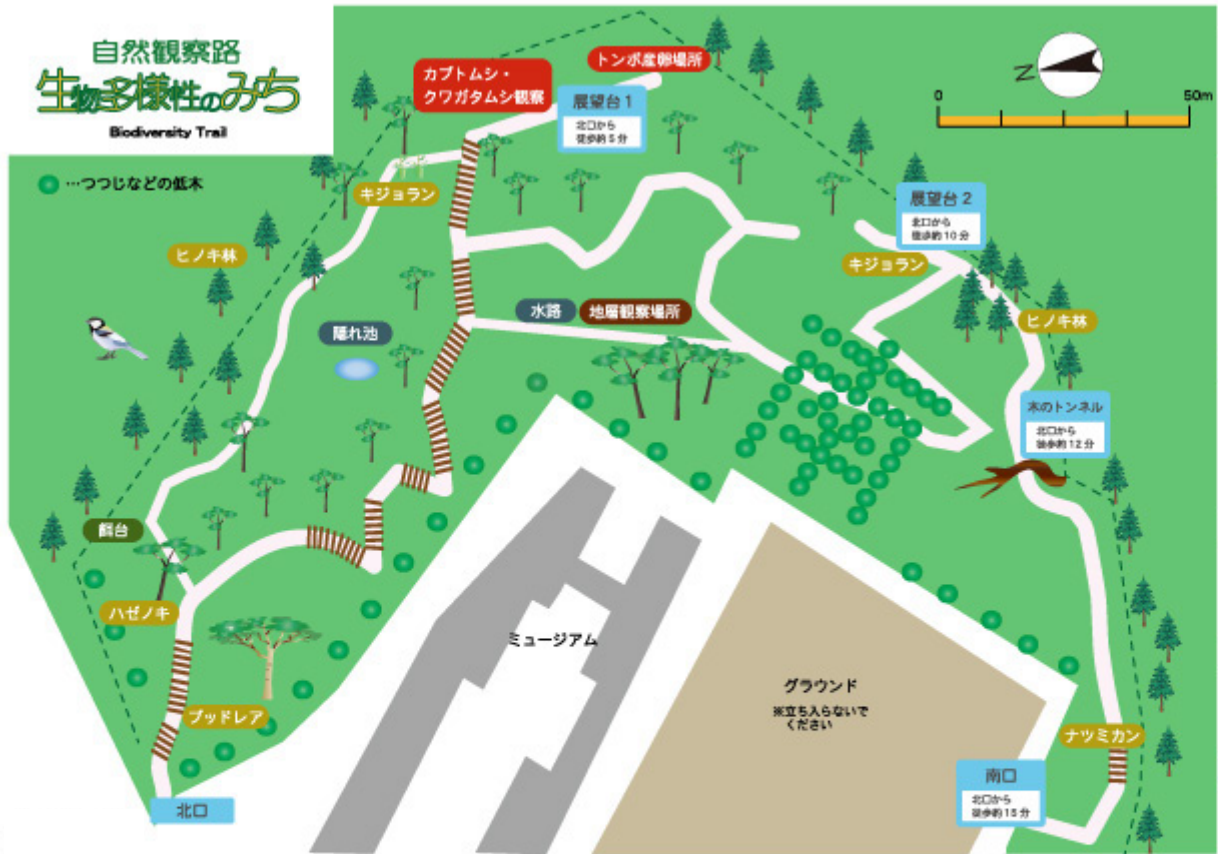 自然観察路
生物多様性のみち
Biodiversity Trail
…つつじなどの低木
カブトムシ・
クワガタムシ観察
トンボ産卵場所
展望台1
北口から
徒歩約5分
N
0
50m
キジョラン
ヒノキ林
展望台2
北口から
徒歩約10分
キジョラン
水路
地層観察場所
ヒノキ林
隠れ池
木のトンネル
北口から
徒歩約12分
餌台
ハゼノキ
ミュージアム
グラウンド
※立ち入らないで
ください
ブッドレア
ナツミカン
南口
北口から
徒歩約15分
北口